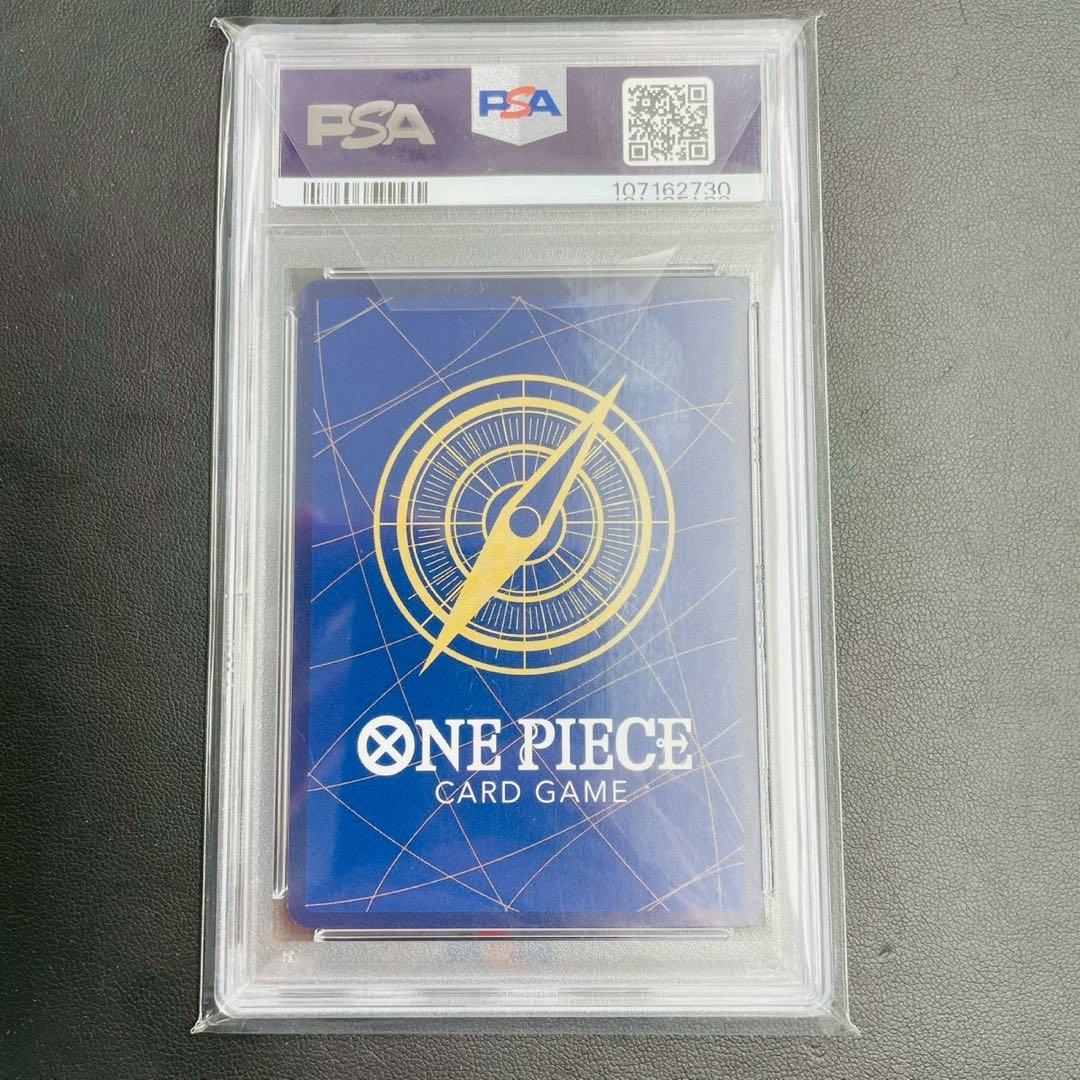 PSA
PSA
107162730
ONE PIECE
CARD GAME